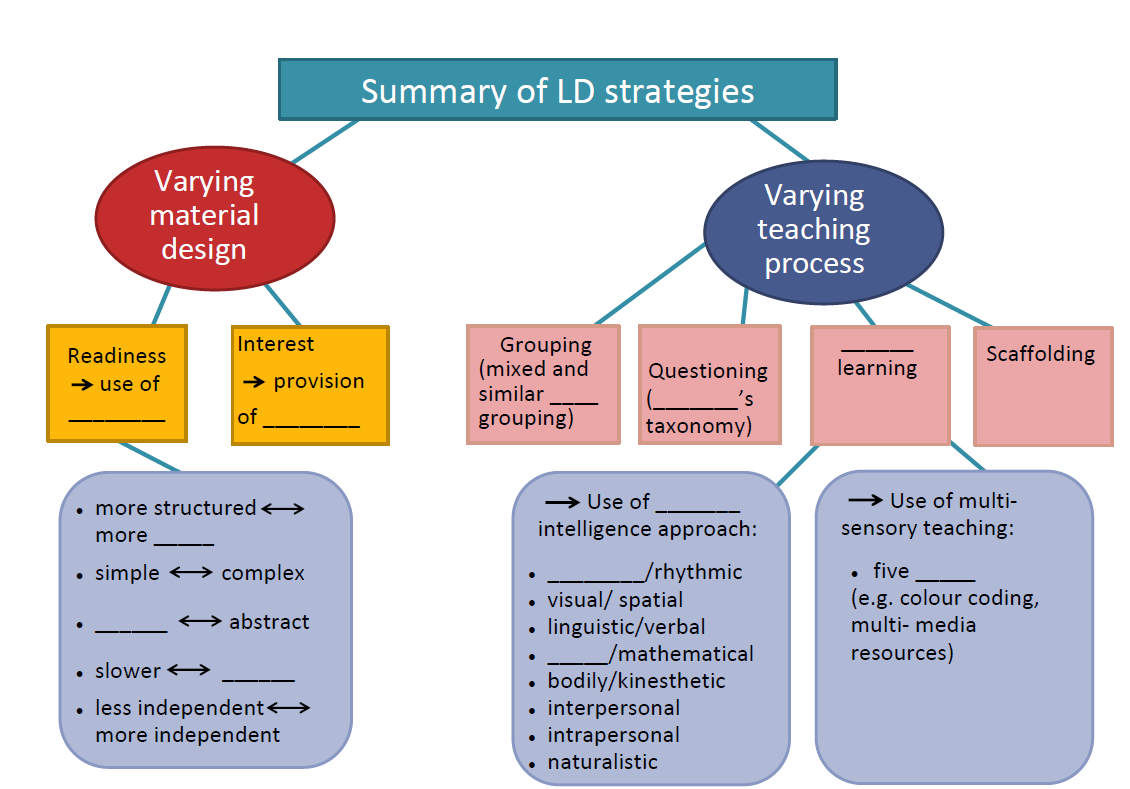 Summary of LD strategies
Varying
material
design
Varying
teaching
process
Readiness
→ use of
________
Interest
→ provision
of ________
Grouping
(mixed and
similar ____
grouping)
Questioning
(_______’s
taxonomy)
______
learning
Scaffolding
• more structured ⟷
more _____
• simple ⟷ complex
• ______ ⟷ abstract
• slower ⟷ ______
• less independent ⟷
more independent
→ Use of _______
intelligence approach:
• ________/rhythmic
• visual/ spatial
• linguistic/verbal
• _____/mathematical
• bodily/kinesthetic
• interpersonal
• intrapersonal
• naturalistic
→ Use of multi-
sensory teaching:
• five _____
(e.g. colour coding,
multi- media
resources)